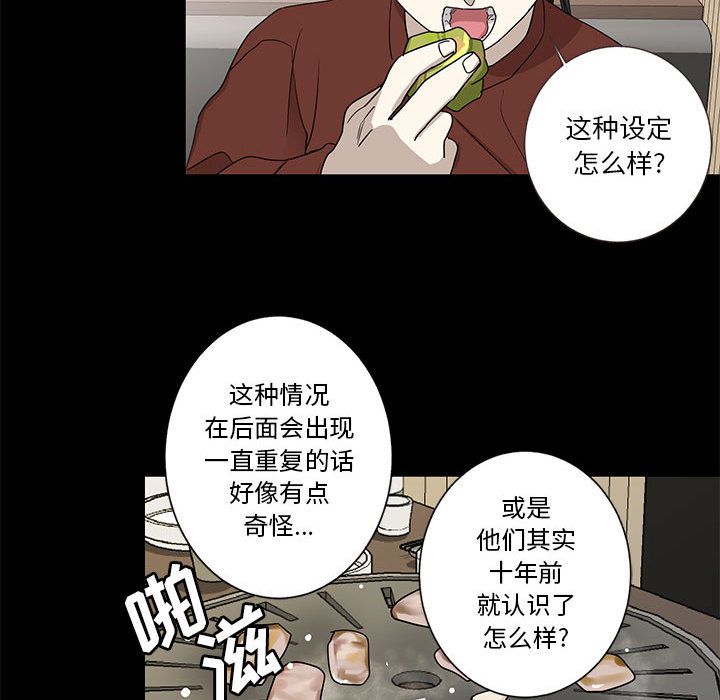 这种设定
怎么样?
这种情况
在后面会出现
一直重复的话
好像有点
奇怪...
或是
他们其实
十年前
就认识了
怎么样?
啪
滋